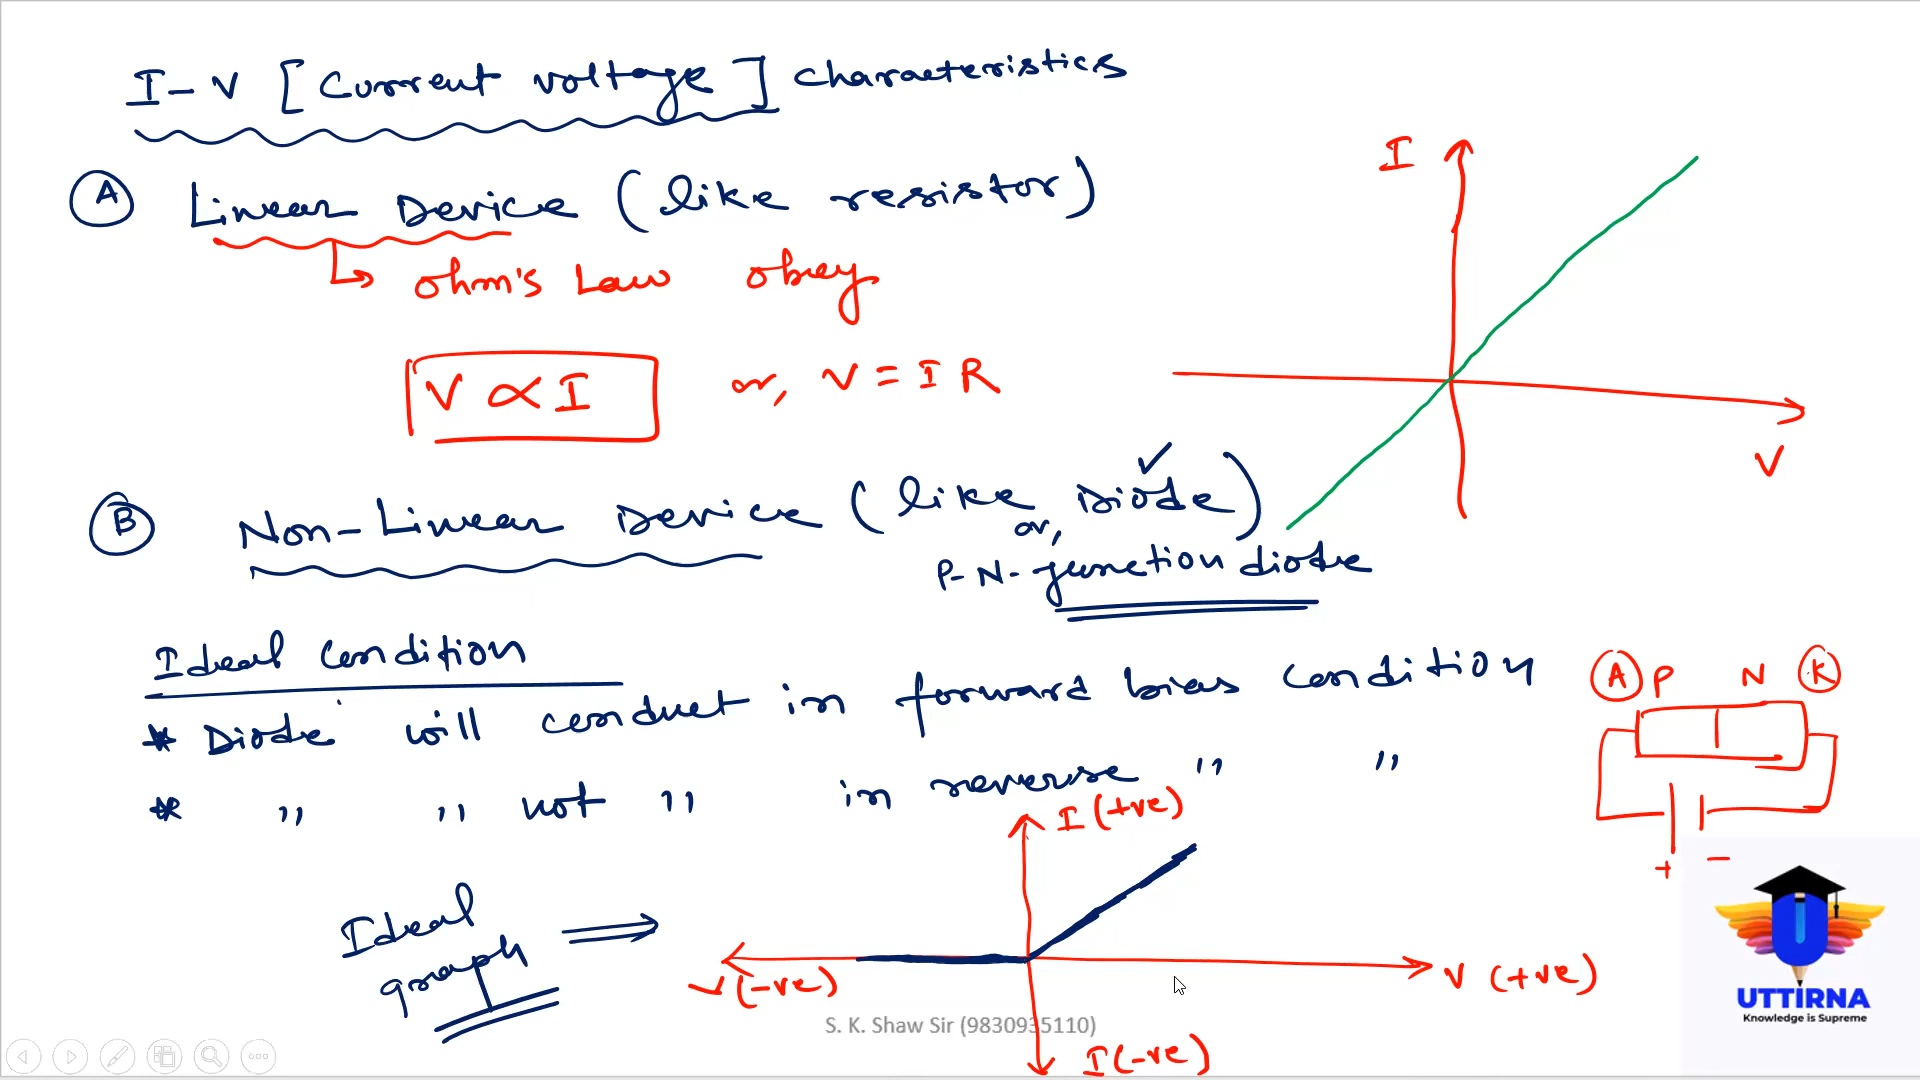 I-V [Current voltage] characteristics
(A) Linear Device (like resistor)
↳ ohm's Law obey
V ∝ I or, V = I R
I
V
(B) Non-Linear Device (like Diode) ✓
or,
P-N-junction diode
Ideal condition
* Diode will conduct in forward bias condition
* " " not " in reverse " "
(A) P N (K)
+ -
Ideal graph ⇒
I (+ve)
V (-ve)
V (+ve)
I (-ve)
S. K. Shaw Sir (9830935110)
UTTIRNA
Knowledge is Supreme